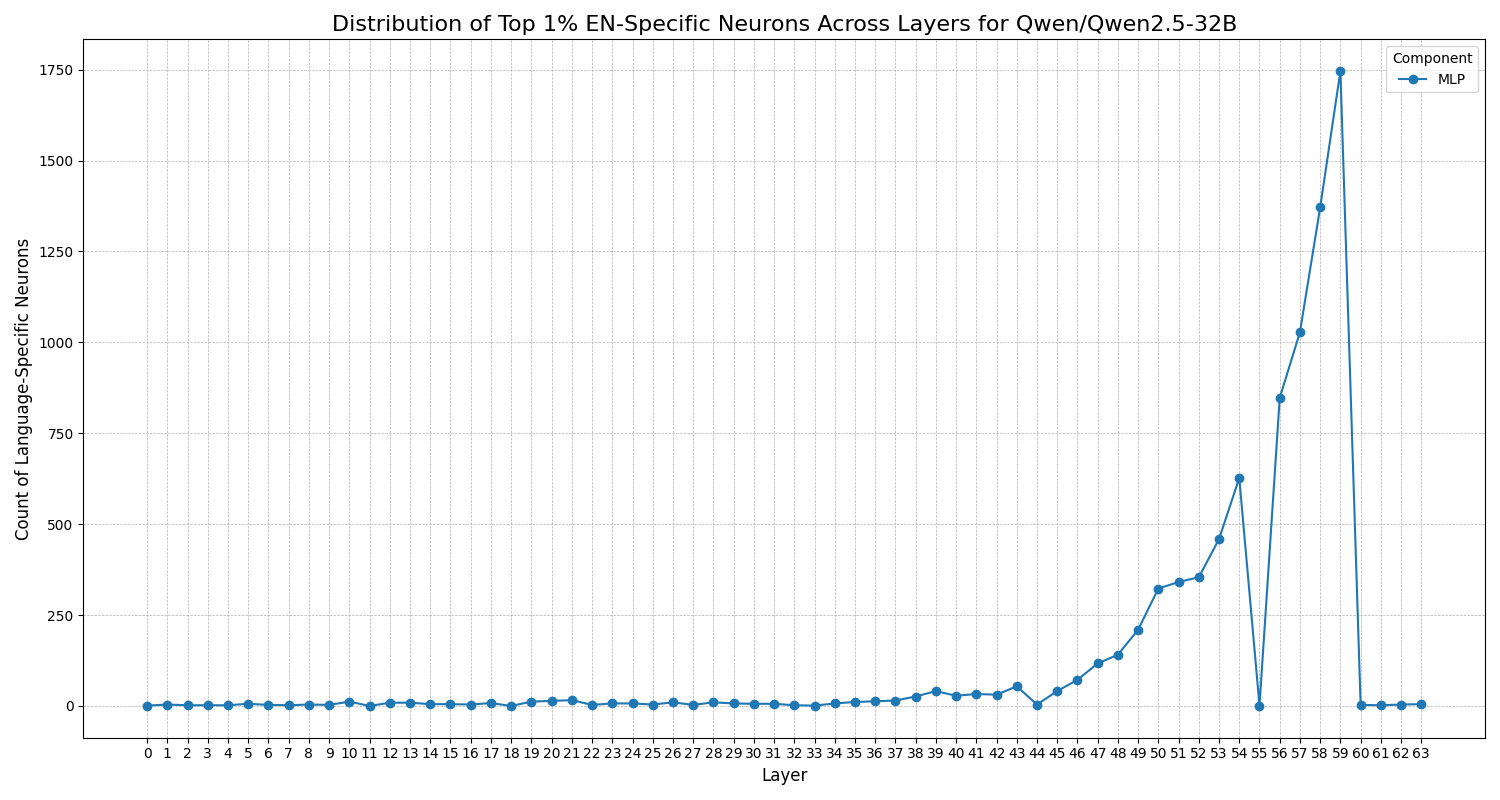 Distribution of Top 1% EN-Specific Neurons Across Layers for Qwen/Qwen2.5-32B
Component
MLP
Count of Language-Specific Neurons
1750
1500
1250
1000
750
500
250
0
0 1 2 3 4 5 6 7 8 9 10 11 12 13 14 15 16 17 18 19 20 21 22 23 24 25 26 27 28 29 30 31 32 33 34 35 36 37 38 39 40 41 42 43 44 45 46 47 48 49 50 51 52 53 54 55 56 57 58 59 60 61 62 63
Layer